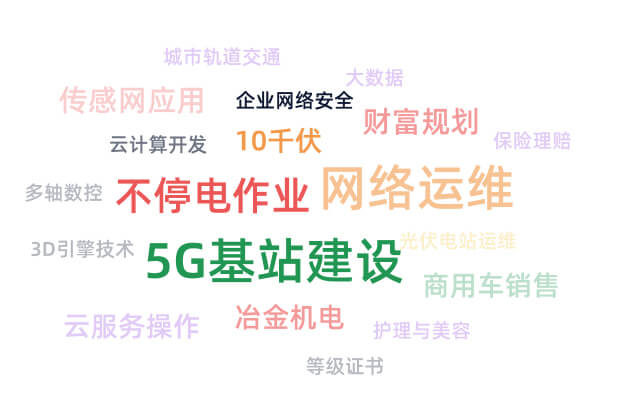 城市轨道交通
大数据
传感网应用
企业网络安全
财富规划
云计算开发
10千伏
保险理赔
多轴数控
不停电作业
网络运维
3D引擎技术
5G基站建设
光伏电站运维
商用车销售
云服务操作
冶金机电
护理与美容
等级证书